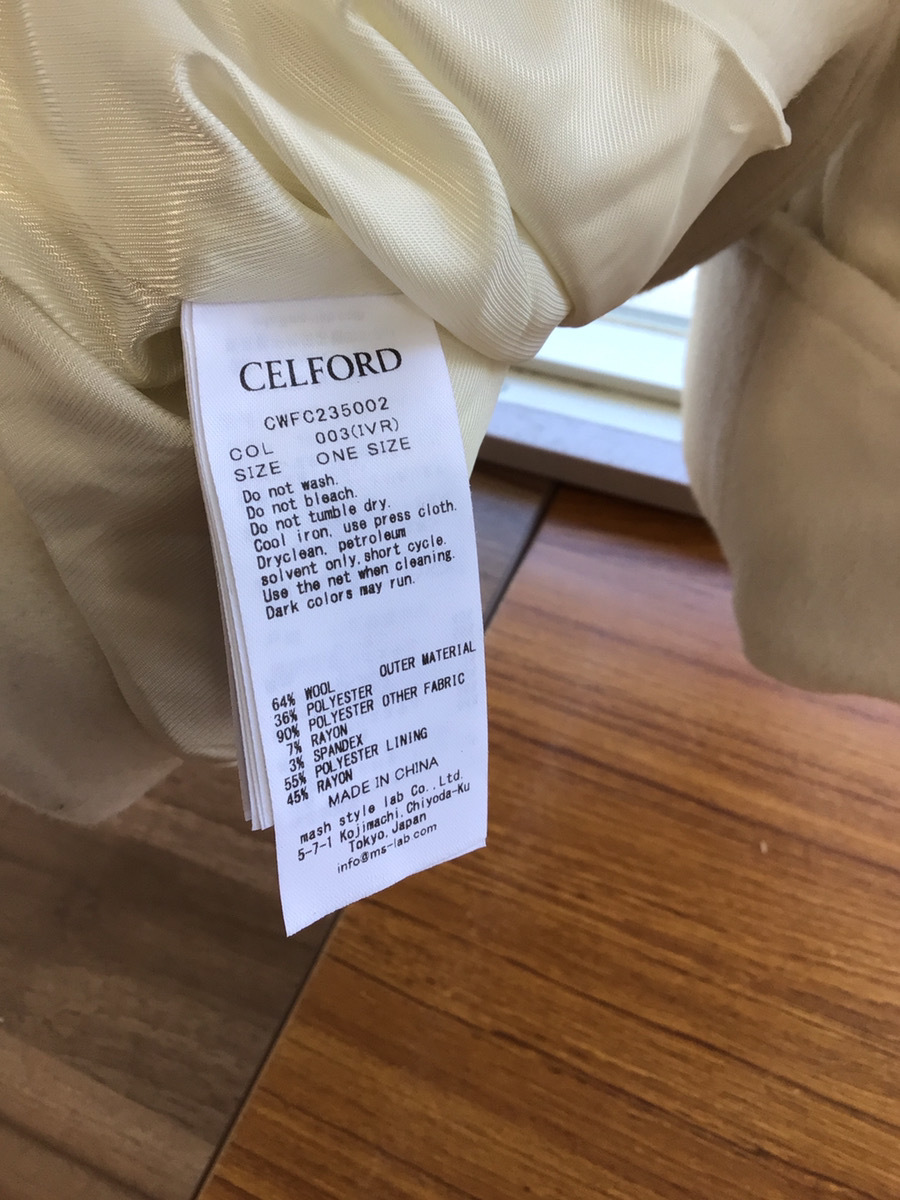 CELFORD
CWFC235002
COL 003(IVR)
SIZE ONE SIZE
Do not wash.
Do not bleach.
Do not tumble dry.
Cool iron, use press cloth.
Dryclean, petroleum
solvent only.short cycle.
Use the net when cleaning.
Dark colors may run.
OUTER MATERIAL
64% WOOL
36% POLYESTER
90% POLYESTER OTHER FABRIC
7% RAYON
3% SPANDEX
55% POLYESTER LINING
45% RAYON
MADE IN CHINA
mash style lab Co.,Ltd.
5-7-1 Kojimachi,Chiyoda-Ku
Tokyo,Japan
info@ms-lab.com